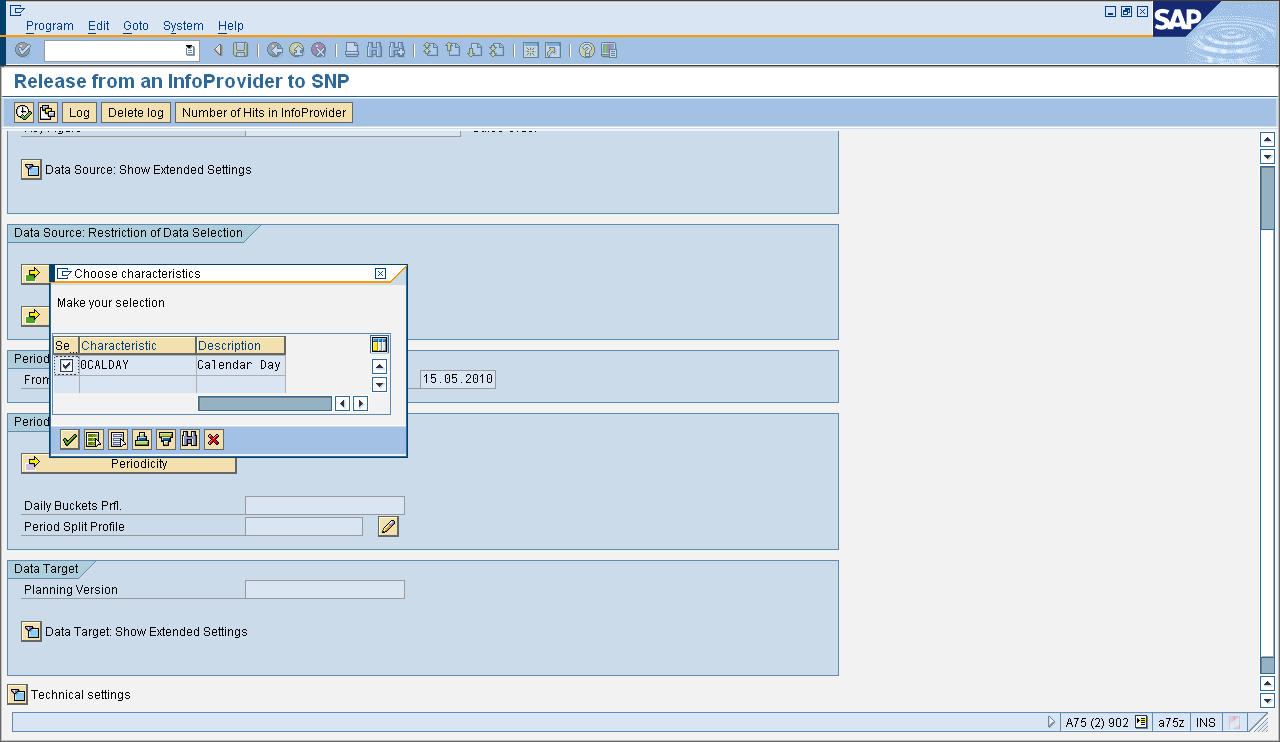 Program Edit Goto System Help
SAP
Release from an InfoProvider to SNP
Log Delete log Number of Hits in InfoProvider
Data Source: Show Extended Settings
Data Source: Restriction of Data Selection
Choose characteristics
Make your selection
Se... Characteristic Description
0CALDAY Calendar Day
Period
From 15.05.2010
Period
Periodicity
Daily Buckets Prfl.
Period Split Profile
Data Target
Planning Version
Data Target: Show Extended Settings
Technical settings
A75 (2) 902 a75z INS